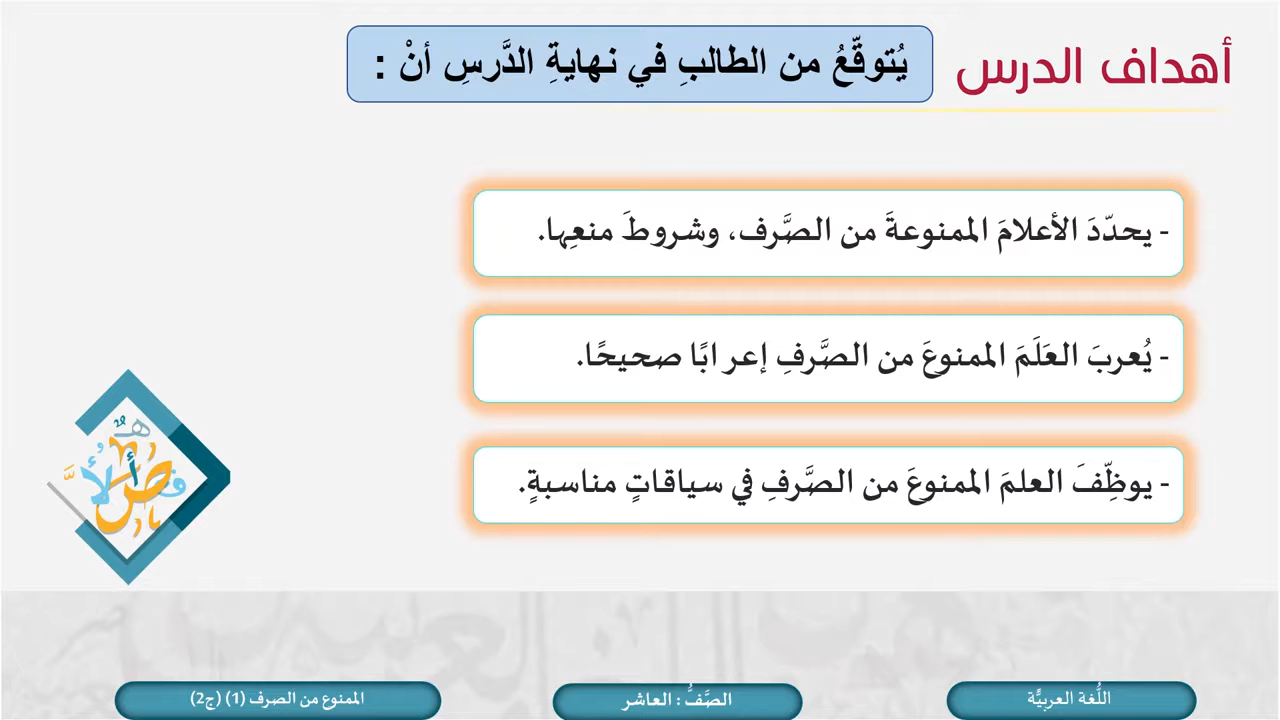 أهداف الدرس
يُتوقّعُ من الطالبِ في نهايةِ الدَّرسِ أنْ :
- يحدّدَ الأعلامَ الممنوعةَ من الصَّرف، وشروطَ منعِها.
- يُعربَ العَلَمَ الممنوعَ من الصَّرفِ إعرابًا صحيحًا.
- يوظِّفَ العلمَ الممنوعَ من الصَّرفِ في سياقاتٍ مناسبةٍ.
اللُّغة العربيَّة
الصَّفُّ : العاشر
الممنوع من الصرف (1) (ج2)